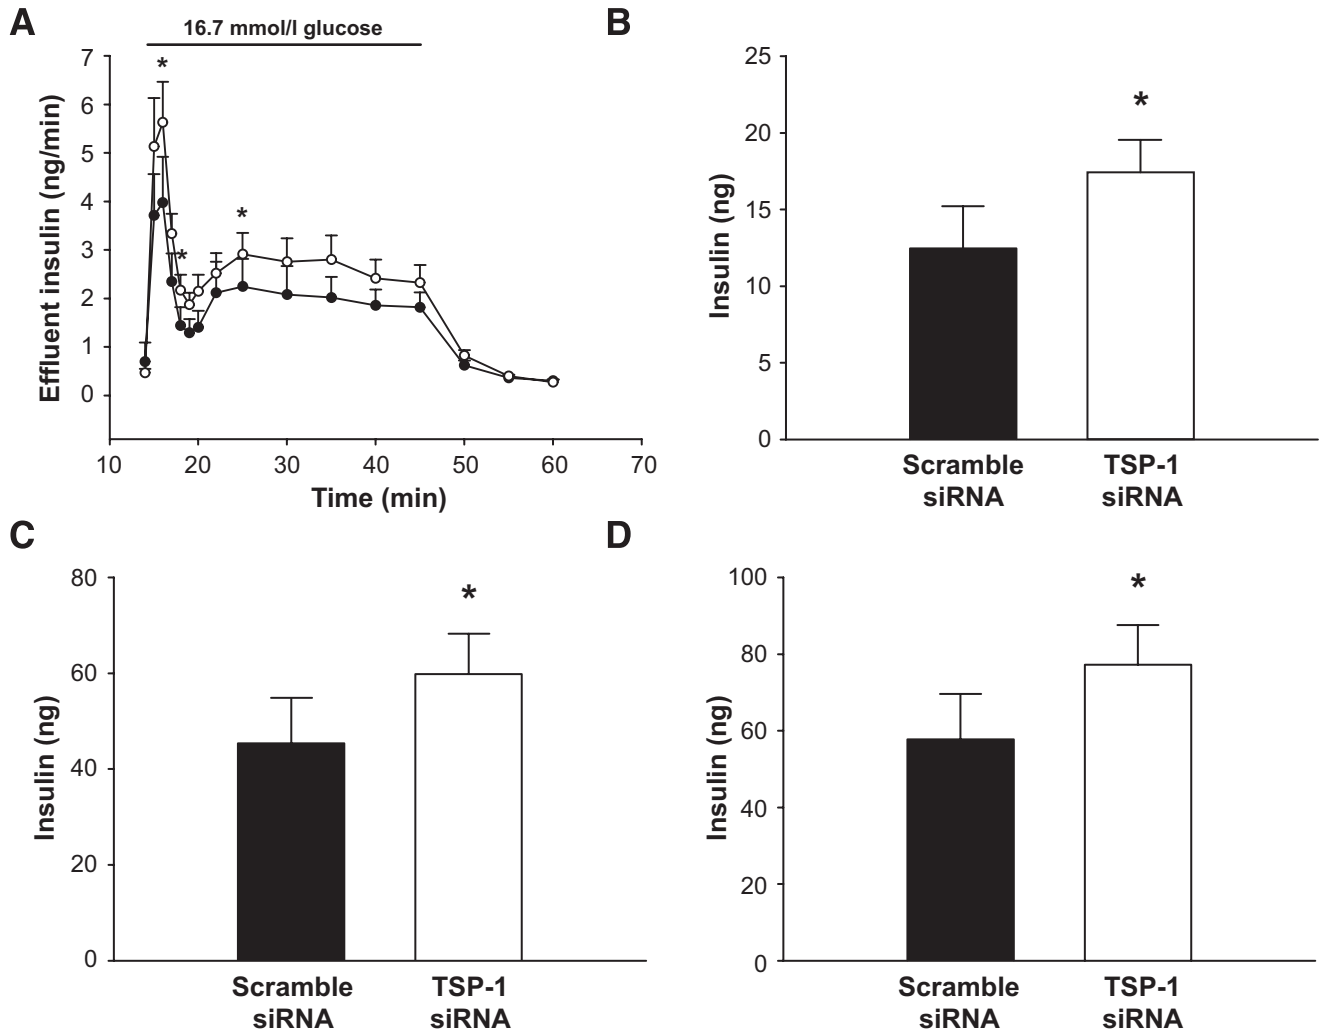 A
16.7 mmol/l glucose
7
6
5
4
3
2
1
0
*
*
*
Effluent insulin (ng/min)
10 20 30 40 50 60 70
Time (min)
B
25
20
15
10
5
0
*
Insulin (ng)
Scramble TSP-1
siRNA siRNA
C
80
60
40
20
0
*
Insulin (ng)
Scramble TSP-1
siRNA siRNA
D
100
80
60
40
20
0
*
Insulin (ng)
Scramble TSP-1
siRNA siRNA